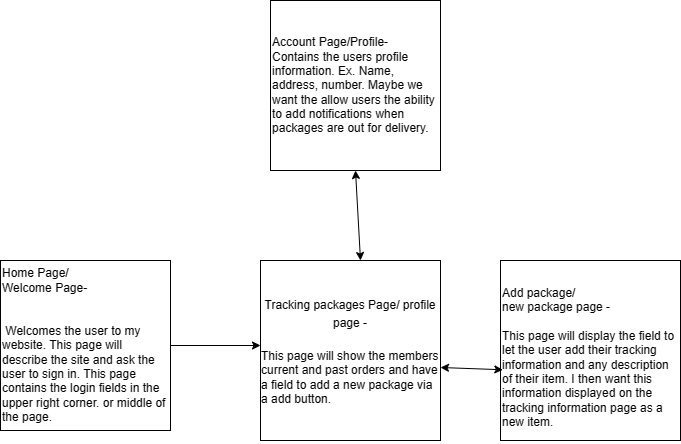 Account Page/Profile-
Contains the users profile
information. Ex. Name,
address, number. Maybe we
want the allow users the ability
to add notifications when
packages are out for delivery.
Home Page/
Welcome Page-
Welcomes the user to my
website. This page will
describe the site and ask the
user to sign in. This page
contains the login fields in the
upper right corner. or middle of
the page.
Tracking packages Page/ profile
page -
This page will show the members
current and past orders and have
a field to add a new package via
a add button.
Add package/
new package page -
This page will display the field to
let the user add their tracking
information and any description
of their item. I then want this
information displayed on the
tracking information page as a
new item.